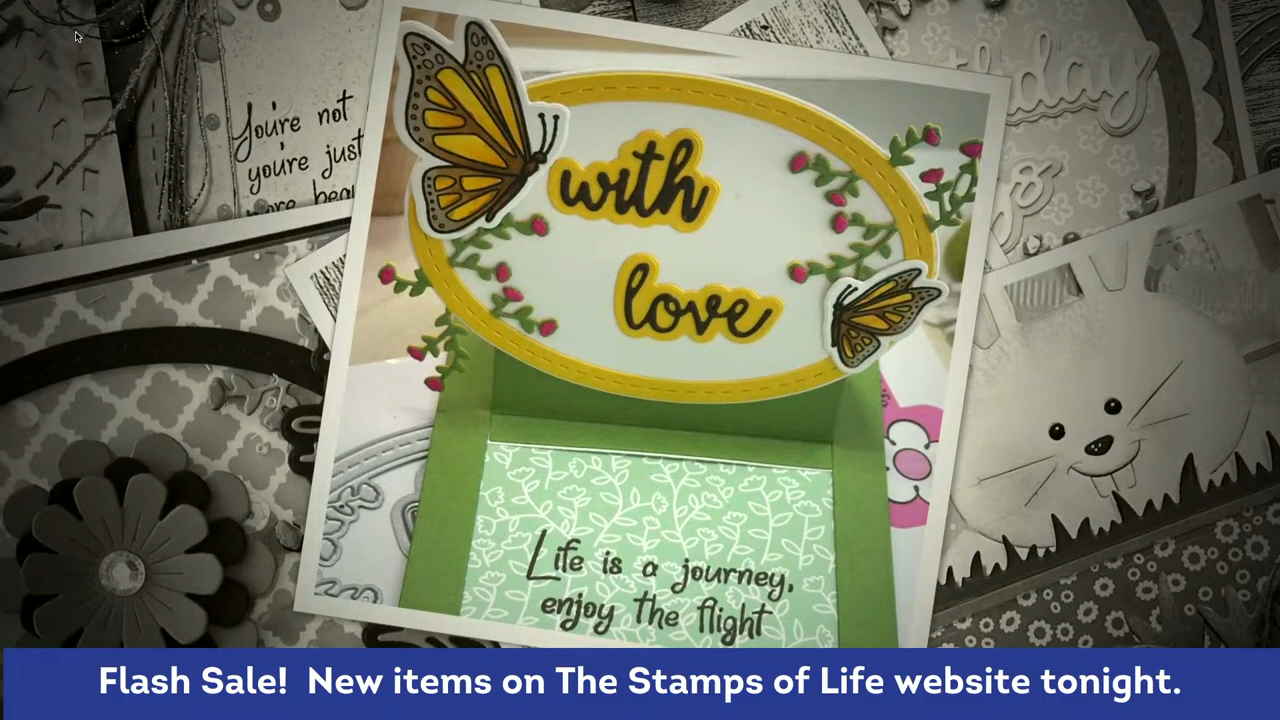 You're not
you're just
more
with
love
Life is a journey,
enjoy the flight
Flash Sale!  New items on The Stamps of Life website tonight.